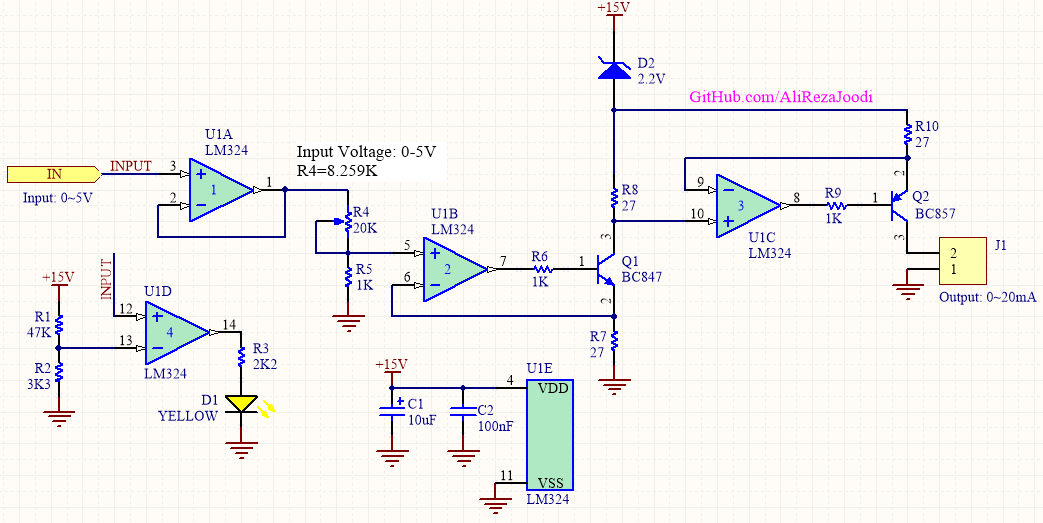 +15V
D2
2.2V
GitHub.com/AliRezaJoodi
R10
27
U1A
LM324
Input Voltage: 0-5V
R4=8.259K
IN
INPUT
3
1
1
2
Input: 0~5V
R4
20K
R8
27
9
10
3
8
R9
1K
1
2
Q2
BC857
3
U1C
LM324
U1B
LM324
5
6
2
7
R6
1K
1
3
Q1
BC847
2
R5
1K
J1
2
1
Output: 0~20mA
+15V
INPUT
U1D
12
13
4
14
LM324
R1
47K
R2
3K3
R3
2K2
D1
YELLOW
R7
27
+15V
C1
10uF
C2
100nF
U1E
4
VDD
11
VSS
LM324